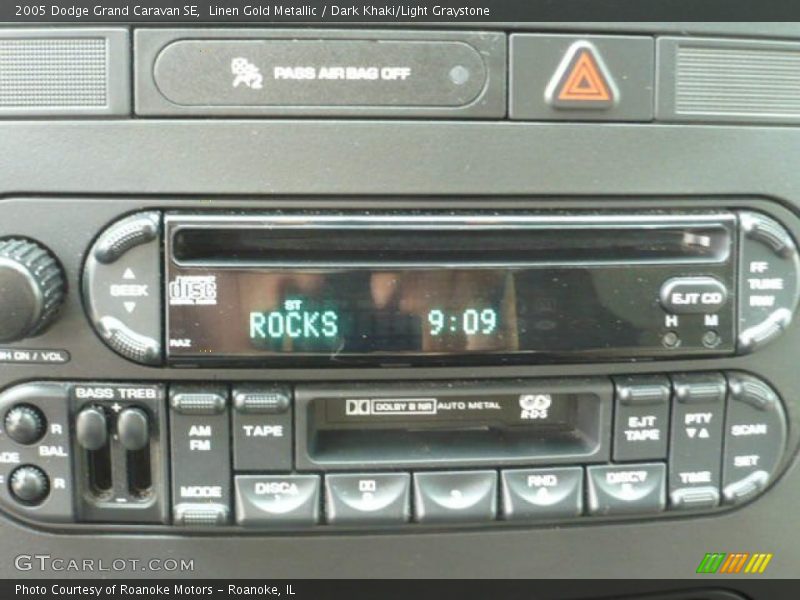 2005 Dodge Grand Caravan SE,  Linen Gold Metallic / Dark Khaki/Light Graystone
PASS AIR BAG OFF
SEEK
disc
RAZ
ST
ROCKS
9:09
EJT CD
H M
FF
TUNE
RW
PUSH ON / VOL
BASS TREB
+
-
R
BAL
R
AM
FM
MODE
TAPE
DOLBY B NR AUTO METAL
RDS
EJT
TAPE
PTY
TIME
SCAN
SET
RND
GTCARLOT.COM
Photo Courtesy of Roanoke Motors – Roanoke, IL